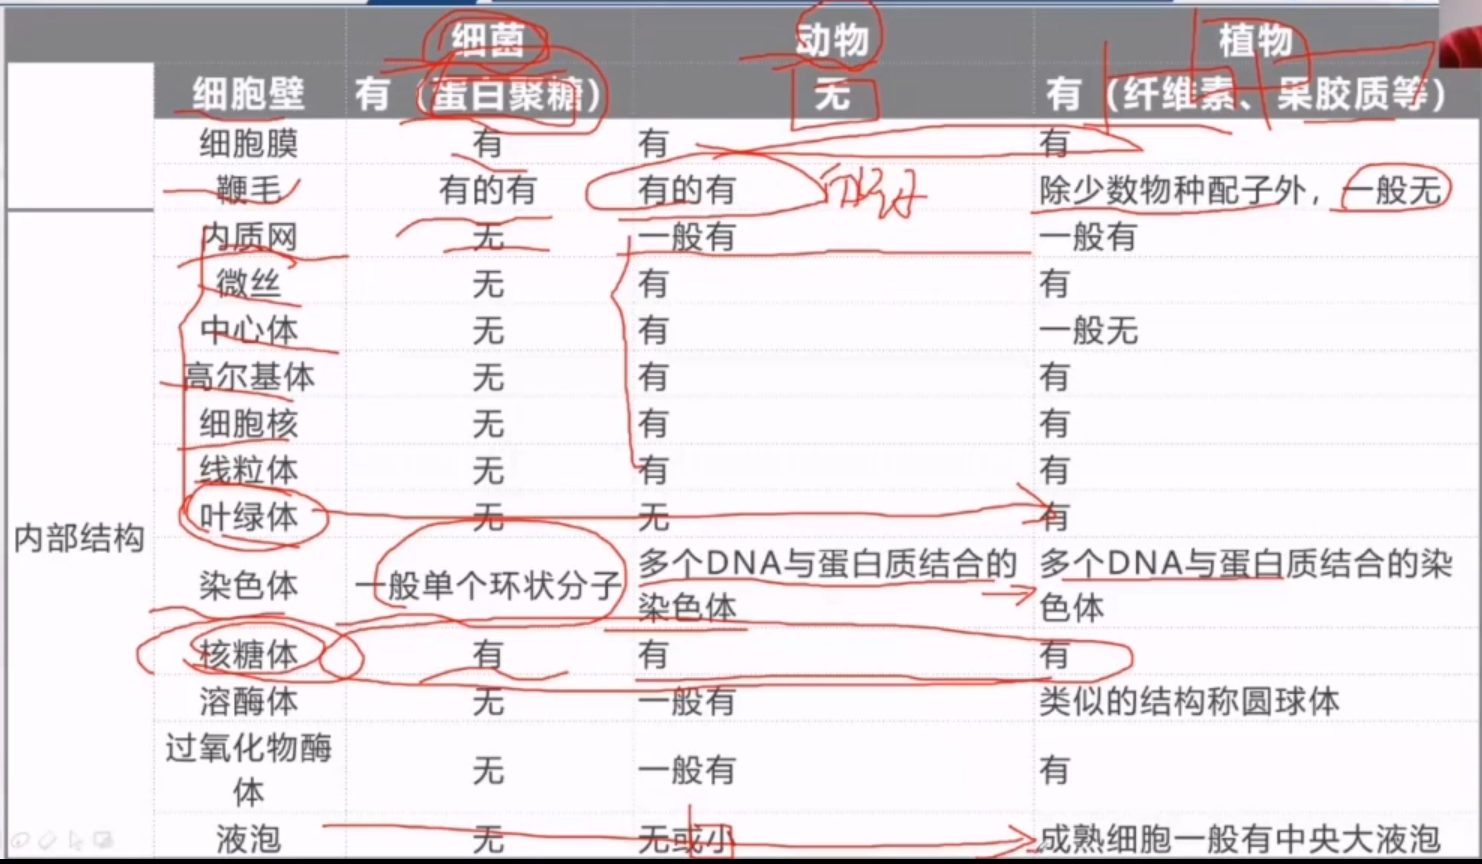 细菌 动物 植物
细胞壁 有（蛋白聚糖） 无 有（纤维素、果胶质等）
细胞膜 有 有 有
鞭毛 有的有 有的有 除少数物种配子外，一般无
内质网 无 一般有 一般有
微丝 无 有 有
中心体 无 有 一般无
高尔基体 无 有 有
细胞核 无 有 有
线粒体 无 有 有
叶绿体 无 无 有
内部结构
染色体 一般单个环状分子 多个DNA与蛋白质结合的染色体 多个DNA与蛋白质结合的染色体
核糖体 有 有 有
溶酶体 无 一般有 类似的结构称圆球体
过氧化物酶体 无 一般有 有
液泡 无 无或小 成熟细胞一般有中央大液泡